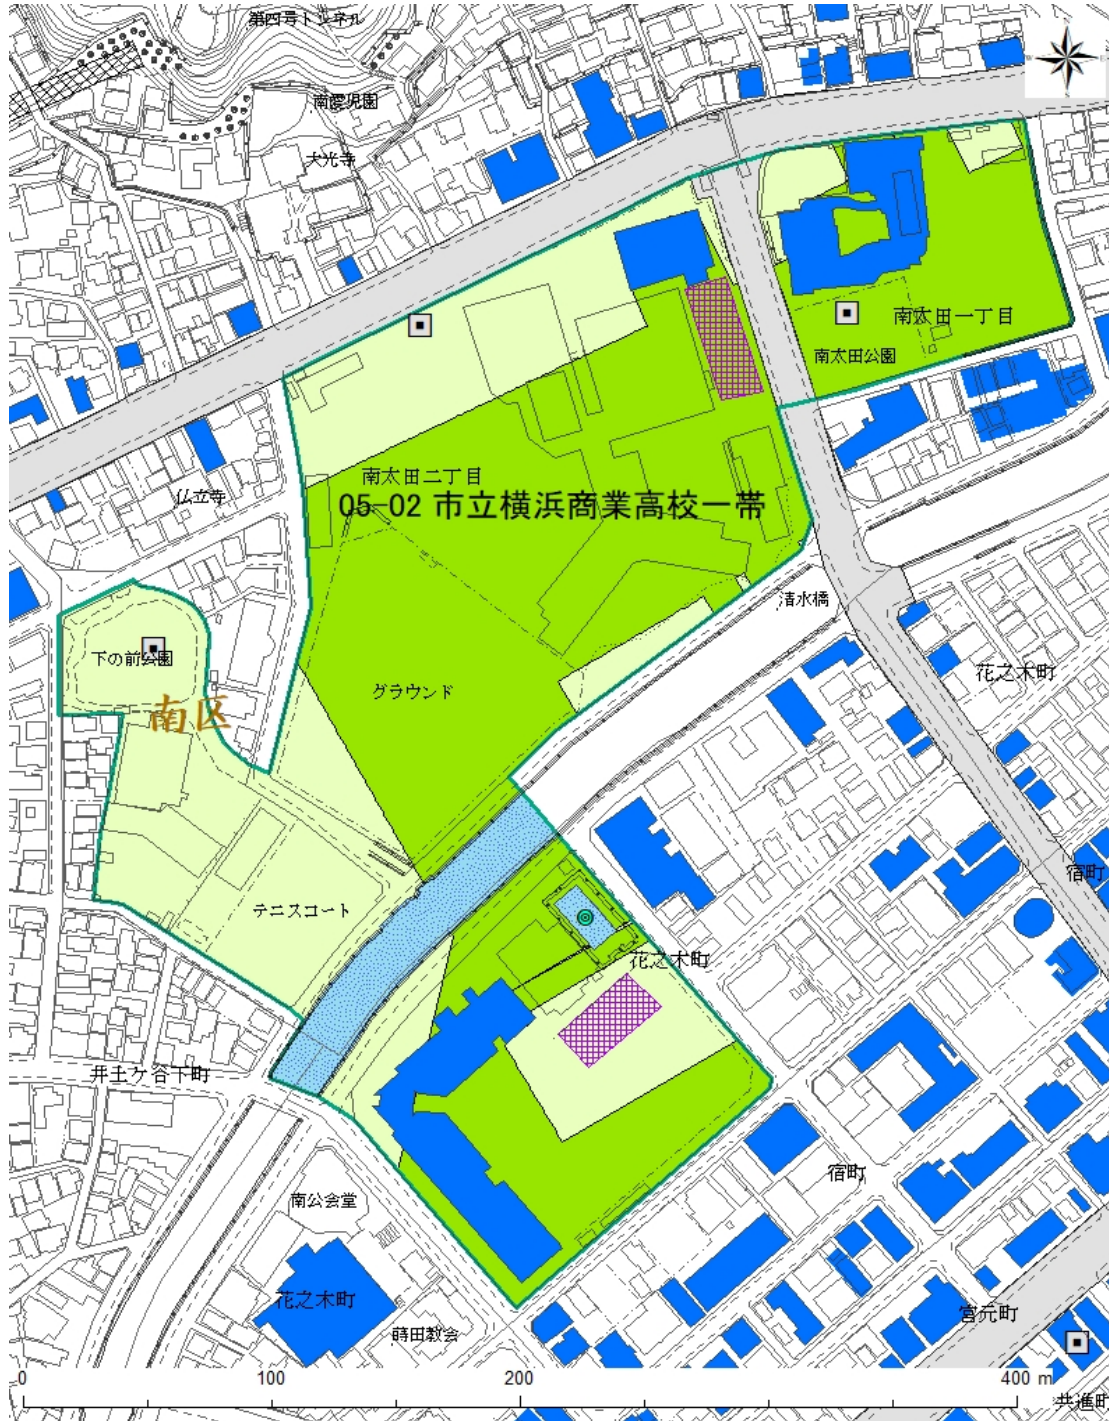 第四号トンネル
南愛児園
大光寺
南太田一丁目
南太田公園
南太田二丁目
05-02 市立横浜商業高校一帯
仏立寺
清水橋
下の前公園
花之木町
グラウンド
南区
宿町
テニスコート
花之木町
井土ケ谷下町
宿町
南公会堂
花之木町
蒔田教会
宮元町
0 100 200 400 m
共進町